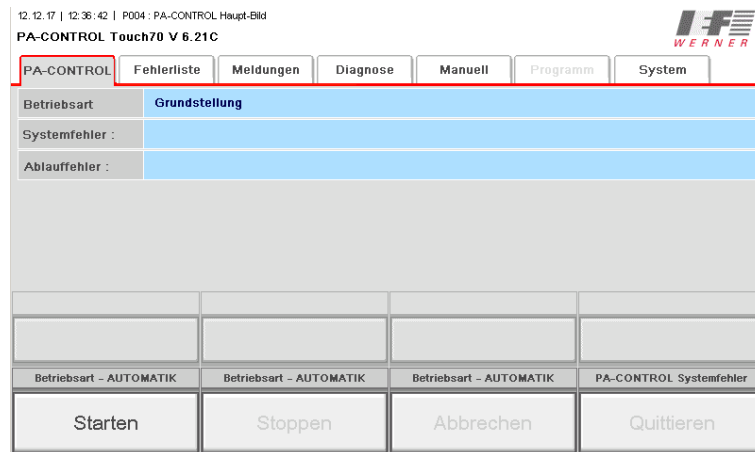 12.12.17 | 12:36:42 | P004 : PA-CONTROL Haupt-Bild
PA-CONTROL Touch70 V 6.21C
IEF
WERNER
PA-CONTROL Fehlerliste Meldungen Diagnose Manuell Programm System
Betriebsart Grundstellung
Systemfehler :
Ablauffehler :
Betriebsart - AUTOMATIK Betriebsart - AUTOMATIK Betriebsart - AUTOMATIK PA-CONTROL Systemfehler
Starten Stoppen Abbrechen Quittieren